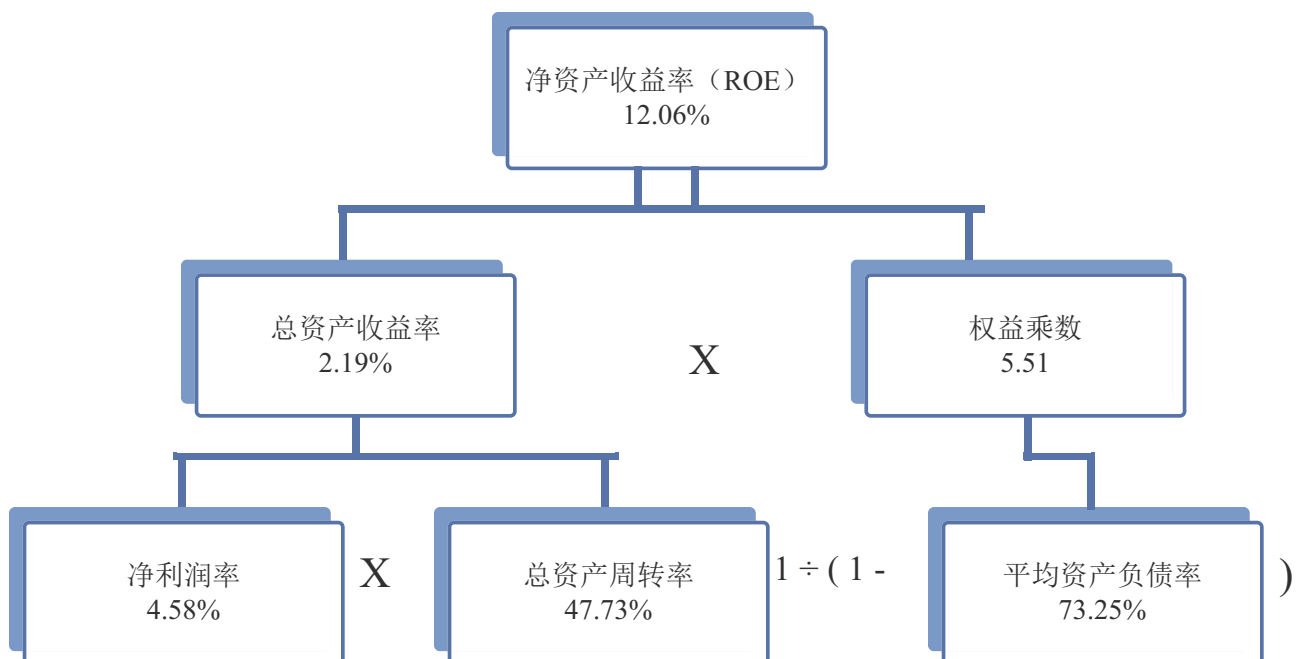 净资产收益率（ROE）
12.06%
总资产收益率
2.19%
X
权益乘数
5.51
净利润率
4.58%
X
总资产周转率
47.73%
1 ÷ ( 1 -
平均资产负债率
73.25%
)